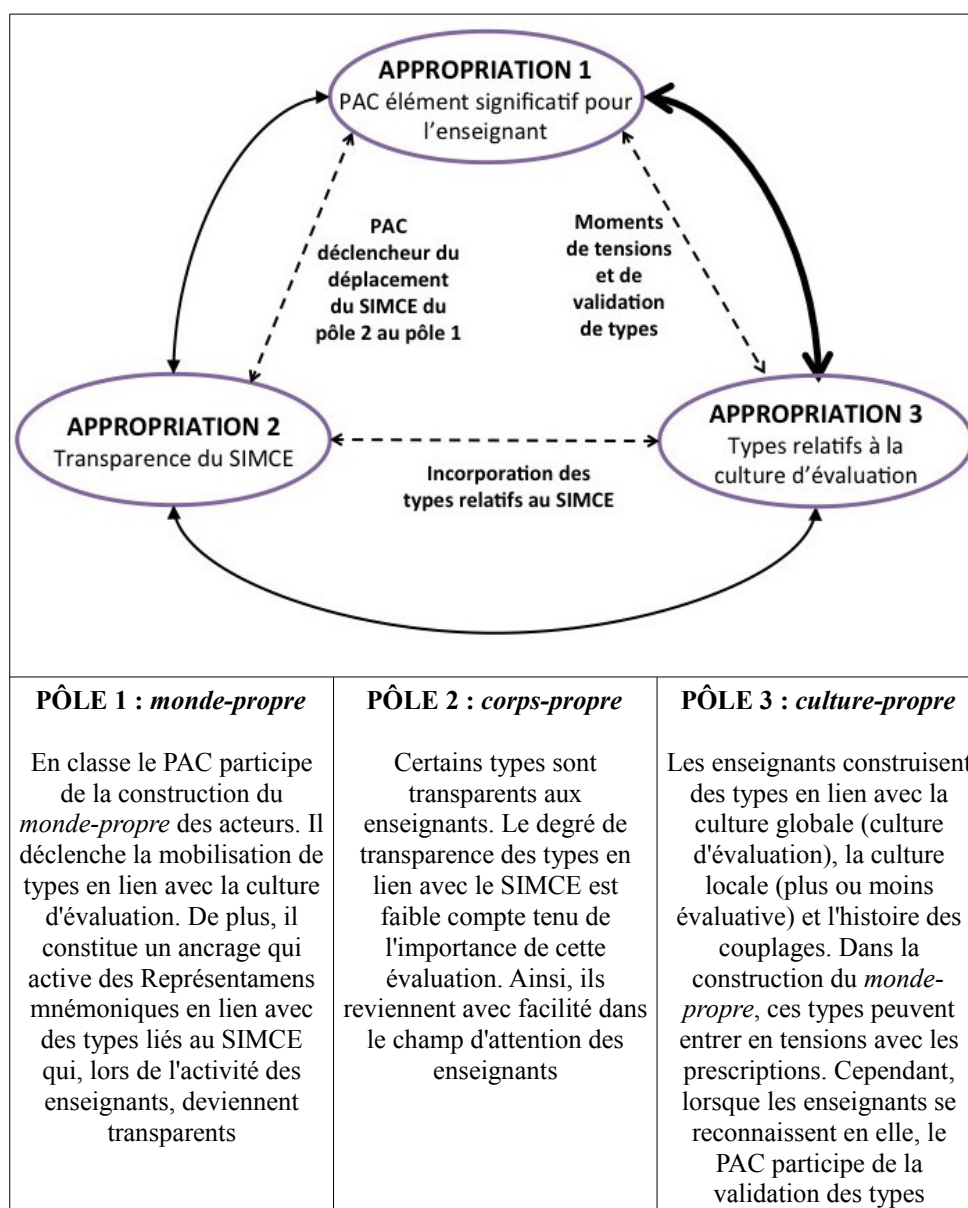 APPROPRIATION 1
PAC élément significatif pour
l'enseignant
PAC
déclencheur du
déplacement
du SIMCE du
pôle 2 au pôle 1
Moments
de tensions
et de
validation
de types
APPROPRIATION 2
Transparence du SIMCE
APPROPRIATION 3
Types relatifs à la
culture d'évaluation
Incorporation des
types relatifs au SIMCE
PÔLE 1 : monde-propre
En classe le PAC participe
de la construction du
monde-propre des acteurs. Il
déclenche la mobilisation de
types en lien avec la culture
d'évaluation. De plus, il
constitue un ancrage qui
active des Représentamens
mnémoniques en lien avec
des types liés au SIMCE
qui, lors de l'activité des
enseignants, deviennent
transparents
PÔLE 2 : corps-propre
Certains types sont
transparents aux
enseignants. Le degré de
transparence des types en
lien avec le SIMCE est
faible compte tenu de
l'importance de cette
évaluation. Ainsi, ils
reviennent avec facilité dans
le champ d'attention des
enseignants
PÔLE 3 : culture-propre
Les enseignants construisent
des types en lien avec la
culture globale (culture
d'évaluation), la culture
locale (plus ou moins
évaluative) et l'histoire des
couplages. Dans la
construction du monde-
propre, ces types peuvent
entrer en tensions avec les
prescriptions. Cependant,
lorsque les enseignants se
reconnaissent en elle, le
PAC participe de la
validation des types